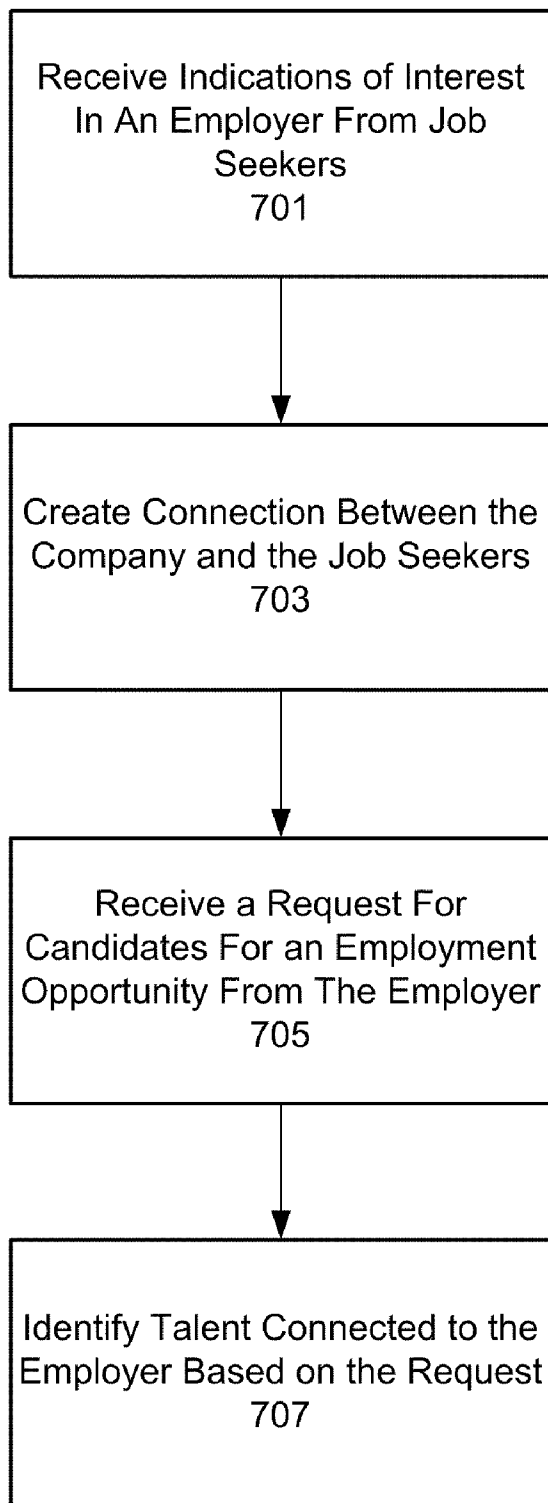 Receive Indications of Interest
In An Employer From Job
Seekers
701
Create Connection Between the
Company and the Job Seekers
703
Receive a Request For
Candidates For an Employment
Opportunity From The Employer
705
Identify Talent Connected to the
Employer Based on the Request
707